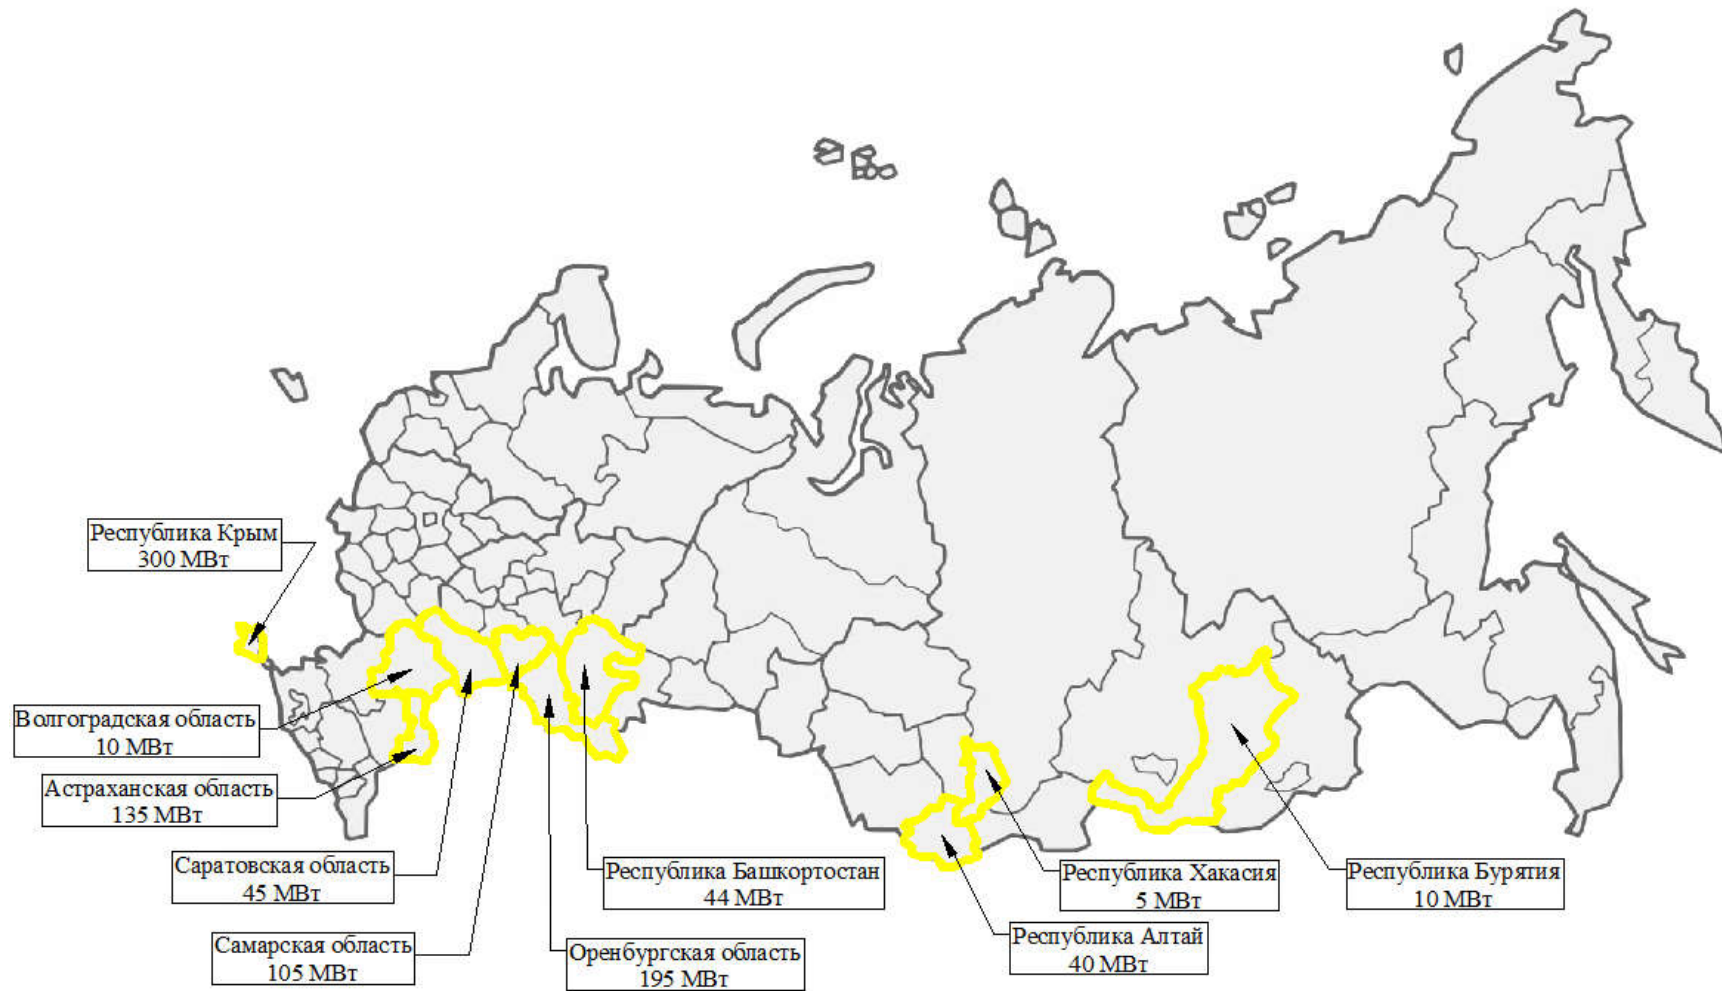 Республика Крым
300 МВт
Волгоградская область
10 МВт
Астраханская область
135 МВт
Саратовская область
45 МВт
Самарская область
105 МВт
Республика Башкортостан
44 МВт
Оренбургская область
195 МВт
Республика Хакасия
5 МВт
Республика Алтай
40 МВт
Республика Бурятия
10 МВт